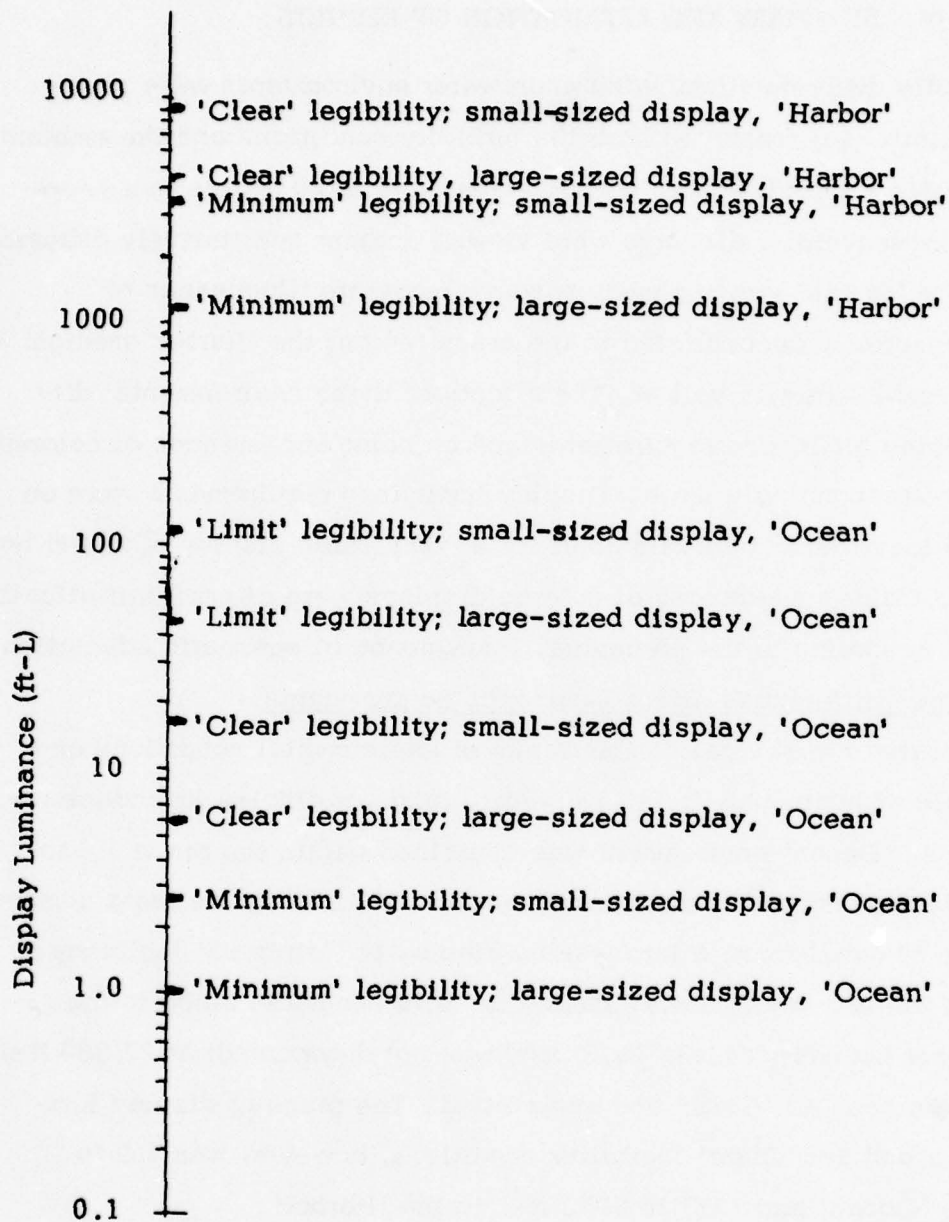 10000
'Clear' legibility; small-sized display, 'Harbor'
'Clear' legibility, large-sized display, 'Harbor'
'Minimum' legibility; small-sized display, 'Harbor'
1000
'Minimum' legibility; large-sized display, 'Harbor'
'Limit' legibility; small-sized display, 'Ocean'
100
'Limit' legibility; large-sized display, 'Ocean'
Display Luminance (ft-L)
'Clear' legibility; small-sized display, 'Ocean'
10
'Clear' legibility; large-sized display, 'Ocean'
'Minimum' legibility; small-sized display, 'Ocean'
1.0
'Minimum' legibility; large-sized display, 'Ocean'
0.1